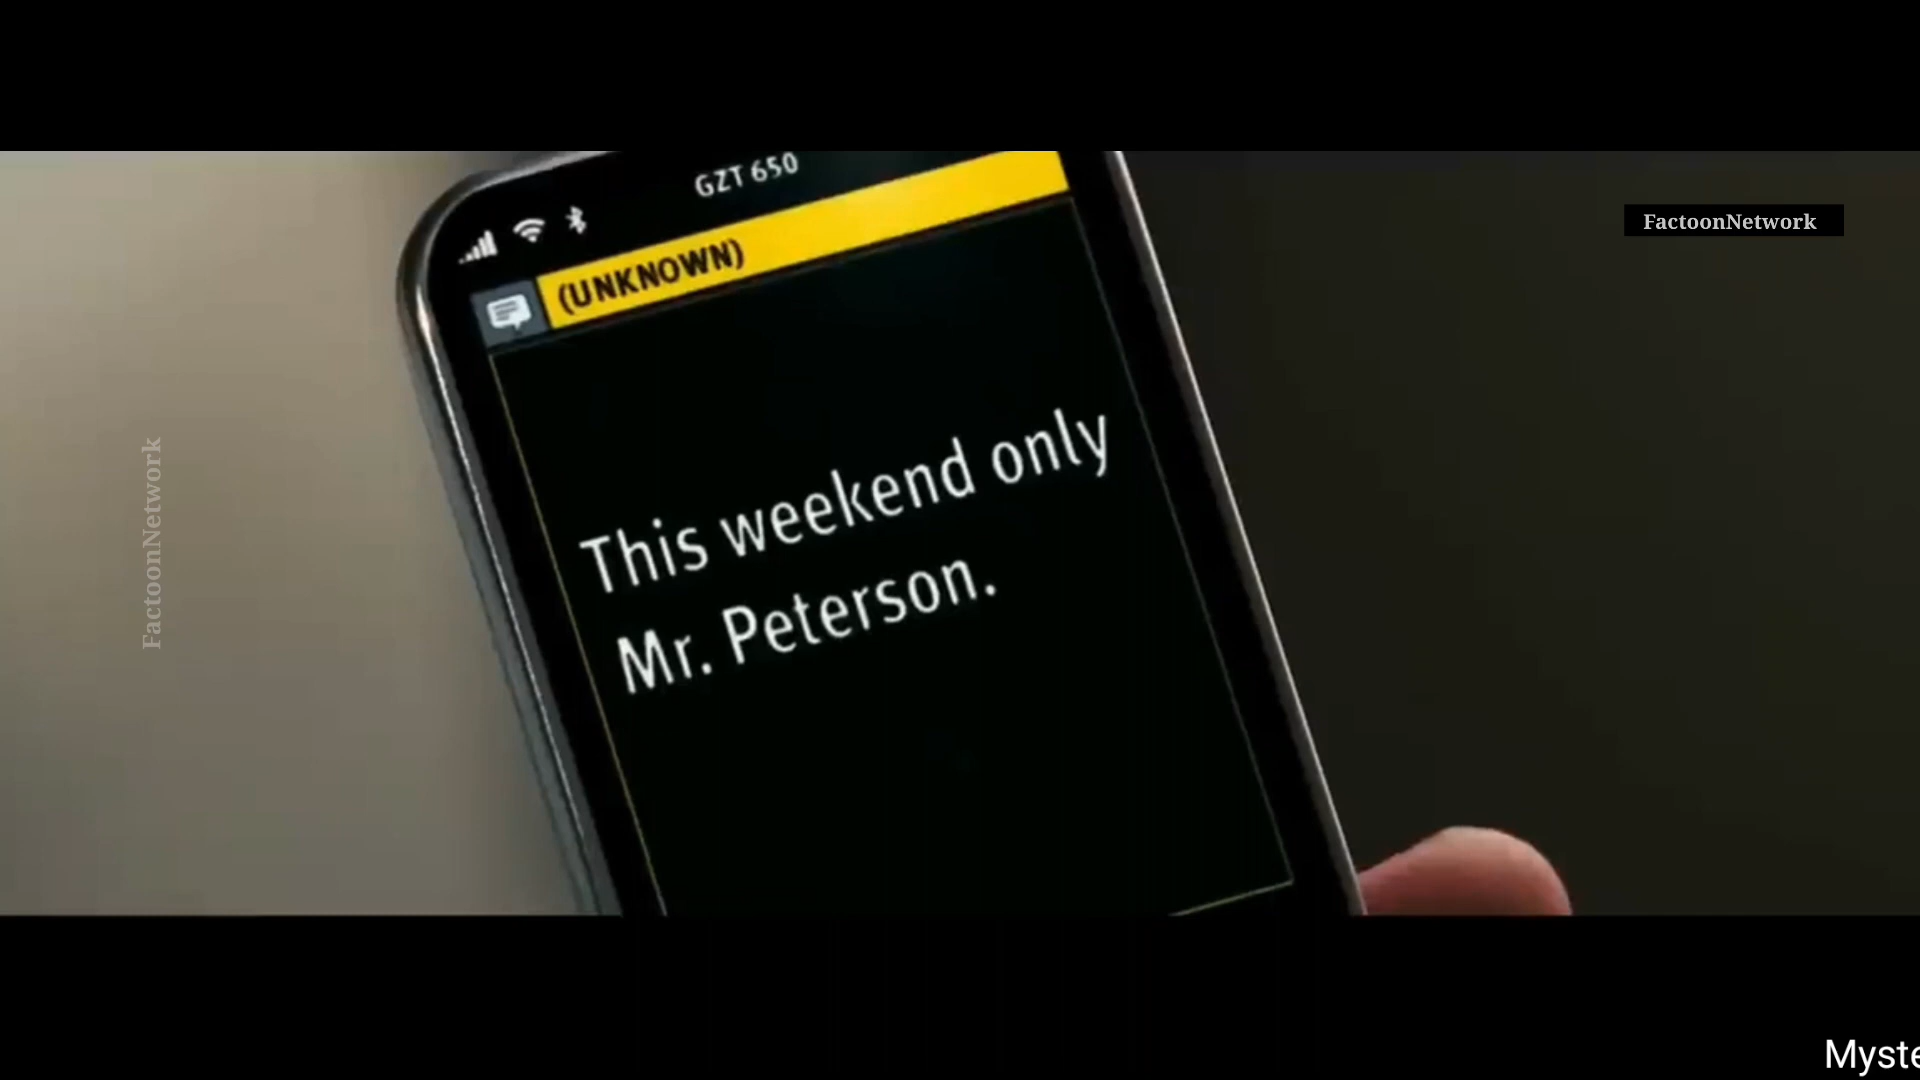 GZT 650
(UNKNOWN)
FactoonNetwork
This weekend only
Mr. Peterson.
FactoonNetwork
Myste